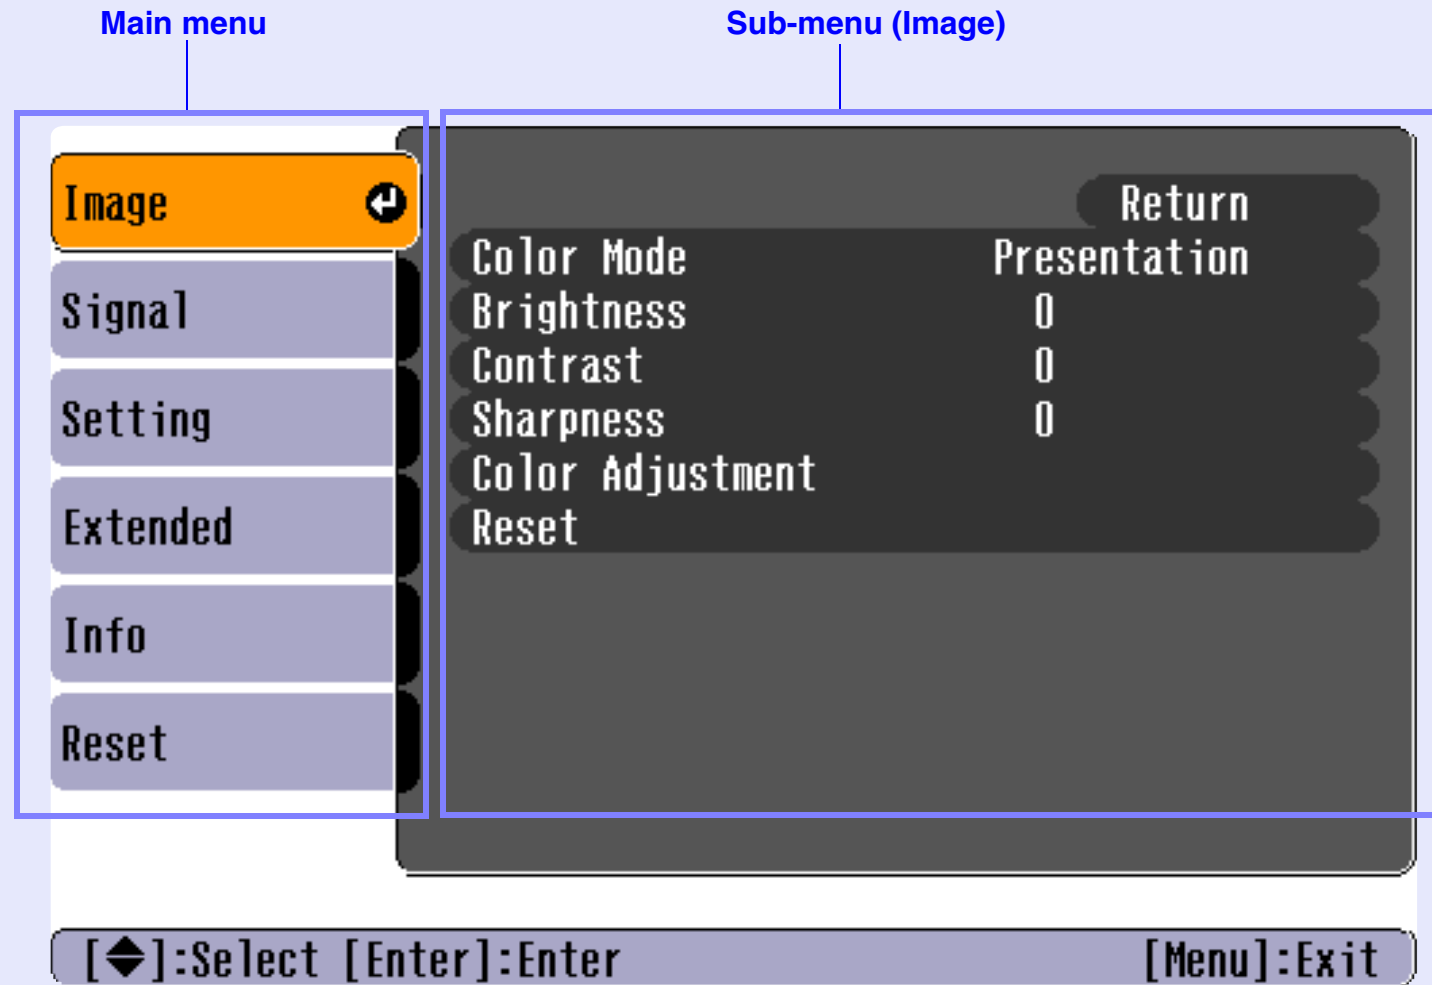 Main menu
Sub-menu (Image)
Image
Signal
Setting
Extended
Info
Reset
Return
Color Mode Presentation
Brightness 0
Contrast 0
Sharpness 0
Color Adjustment
Reset
[◆]:Select [Enter]:Enter [Menu]:Exit